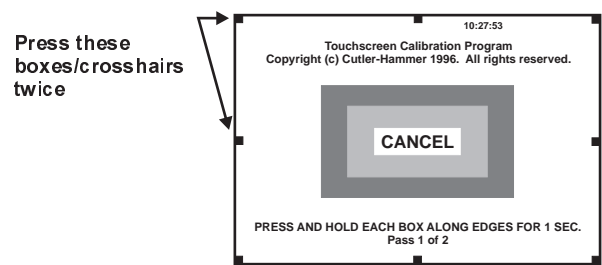 Press these
boxes/crosshairs
twice
10:27:53
Touchscreen Calibration Program
Copyright (c) Cutler-Hammer 1996. All rights reserved.
CANCEL
PRESS AND HOLD EACH BOX ALONG EDGES FOR 1 SEC.
Pass 1 of 2